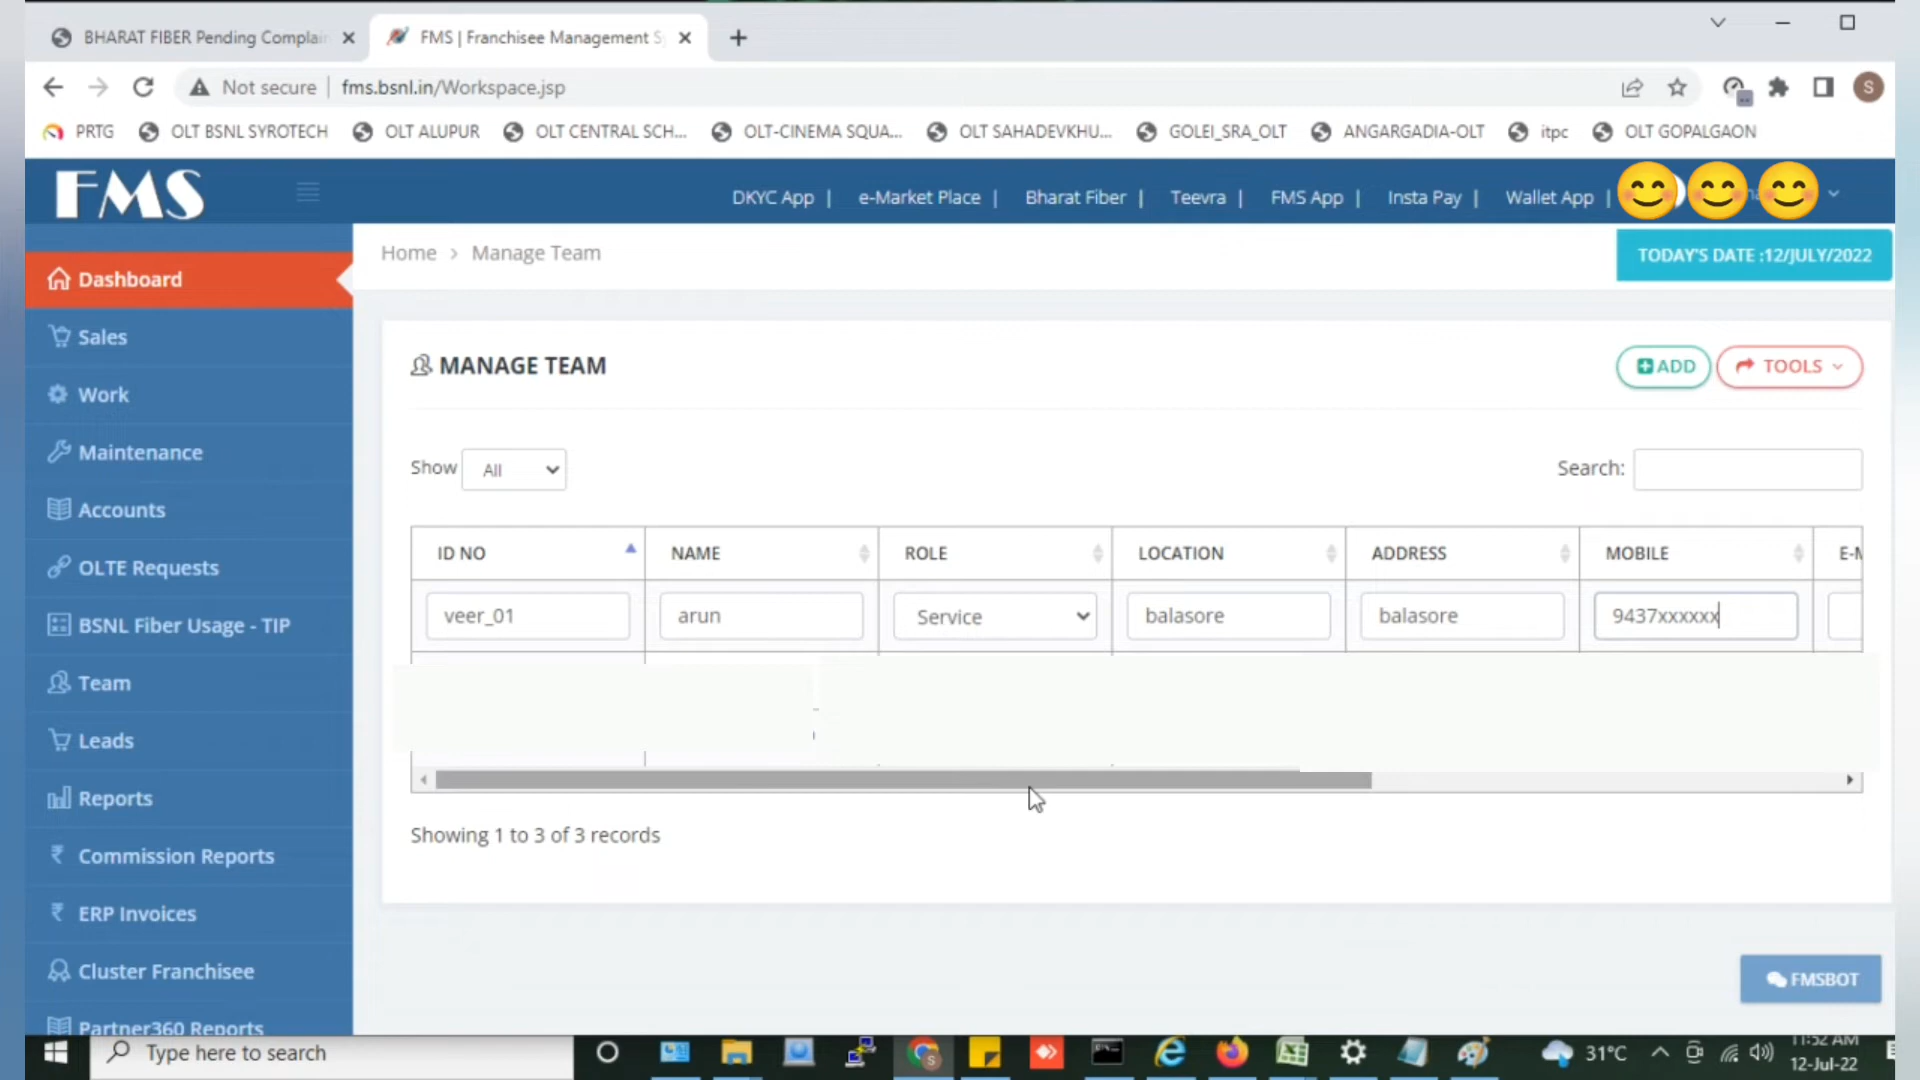 BHARAT FIBER Pending Complain
FMS | Franchisee Management S
Not secure
fms.bsnl.in/Workspace.jsp
S
PRTG
OLT BSNL SYROTECH
OLT ALUPUR
OLT CENTRAL SCH...
OLT-CINEMA SQUA...
OLT SAHADEVKHU...
GOLEI_SRA_OLT
ANGARGADIA-OLT
itpc
OLT GOPALGAON
FMS
DKYC App |
e-Market Place |
Bharat Fiber |
Teevra |
FMS App |
Insta Pay |
Wallet App |
Home > Manage Team
TODAY'S DATE :12/JULY/2022
Dashboard
Sales
Work
Maintenance
Accounts
OLTE Requests
BSNL Fiber Usage - TIP
Team
Leads
Reports
Commission Reports
ERP Invoices
Cluster Franchisee
Partner360 Reports
MANAGE TEAM
ADD
TOOLS
Show All
Search:
ID NO
NAME
ROLE
LOCATION
ADDRESS
MOBILE
veer_01
arun
Service
balasore
balasore
9437xxxxxx
Showing 1 to 3 of 3 records
FMSBOT
Type here to search
31°C
11:52 AM
12-Jul-22